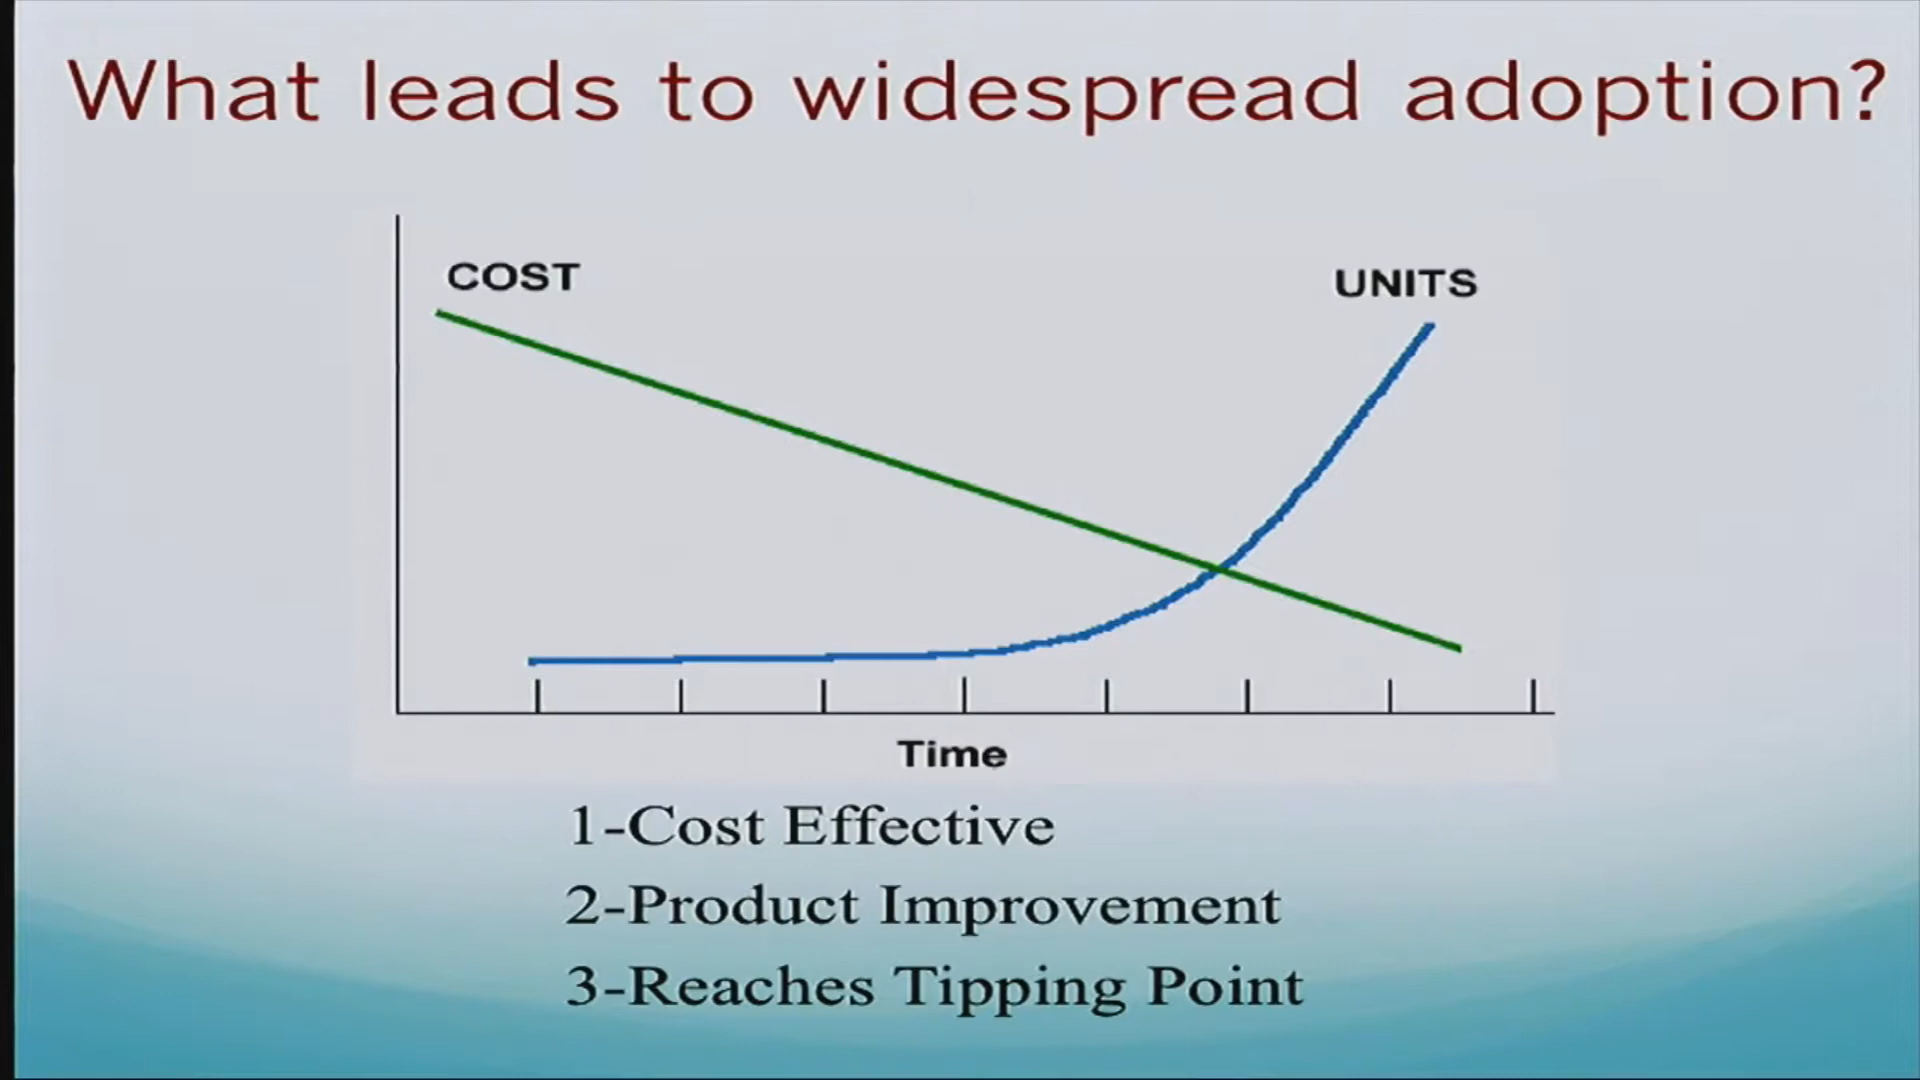 What leads to widespread adoption?
COST
UNITS
Time
1-Cost Effective
2-Product Improvement
3-Reaches Tipping Point